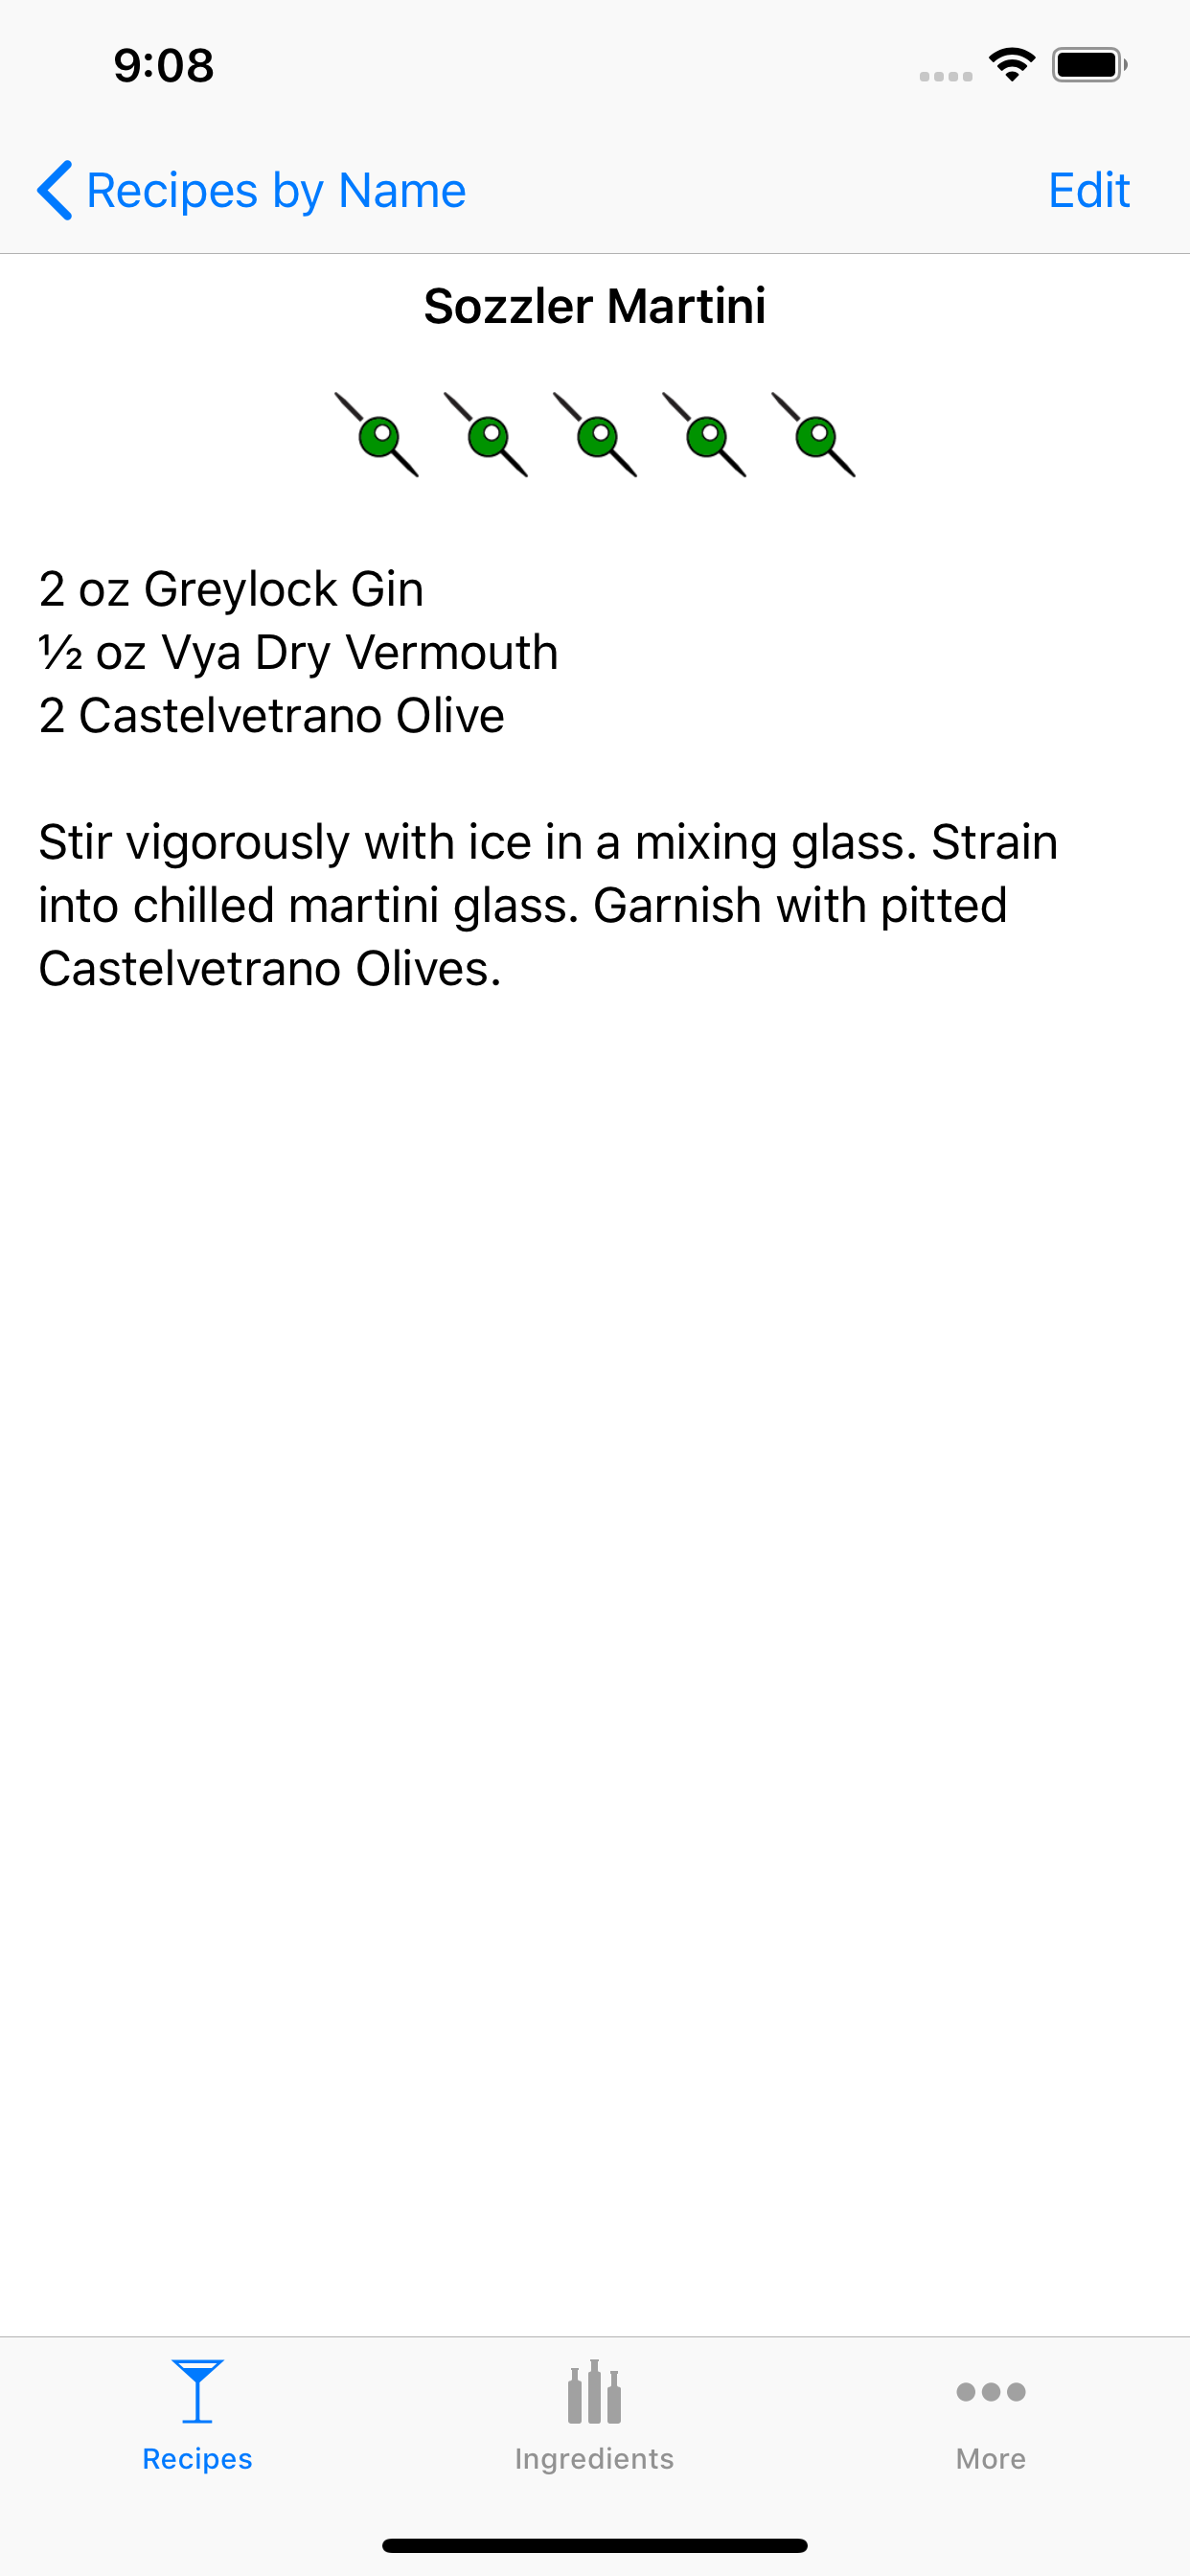 9:08
Recipes by Name
Edit
Sozzler Martini
2 oz Greylock Gin
½ oz Vya Dry Vermouth
2 Castelvetrano Olive
Stir vigorously with ice in a mixing glass. Strain
into chilled martini glass. Garnish with pitted
Castelvetrano Olives.
Recipes
Ingredients
More